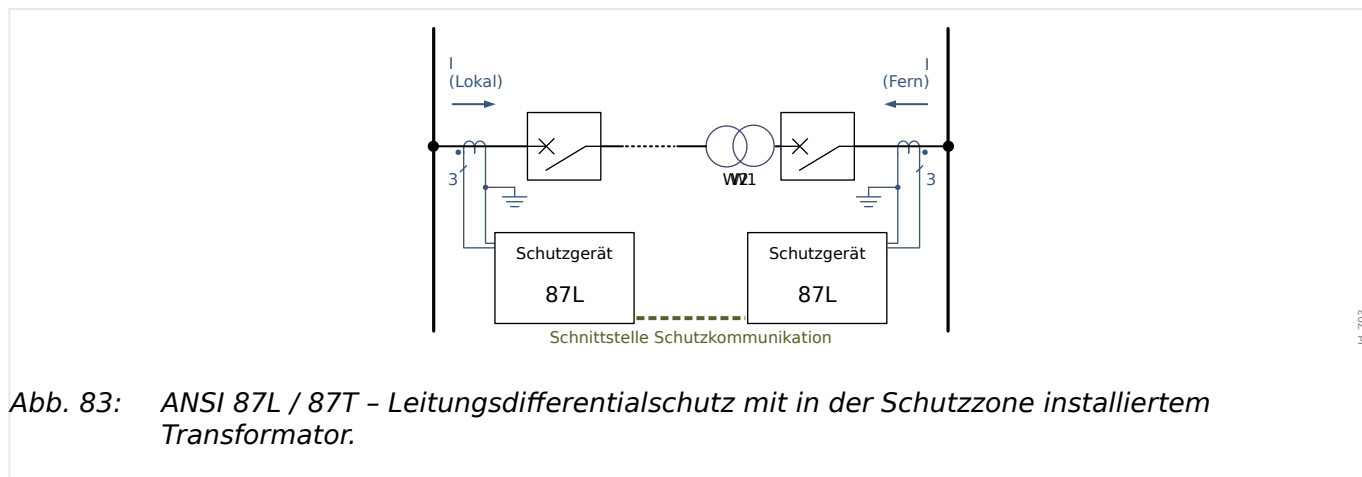 I
(Lokal)
I
(Fern)
3
W2
W1
3
Schutzgerät
87L
Schutzgerät
87L
Schnittstelle Schutzkommunikation
Abb. 83: ANSI 87L / 87T – Leitungsdifferentialschutz mit in der Schutzzone installiertem
Transformator.